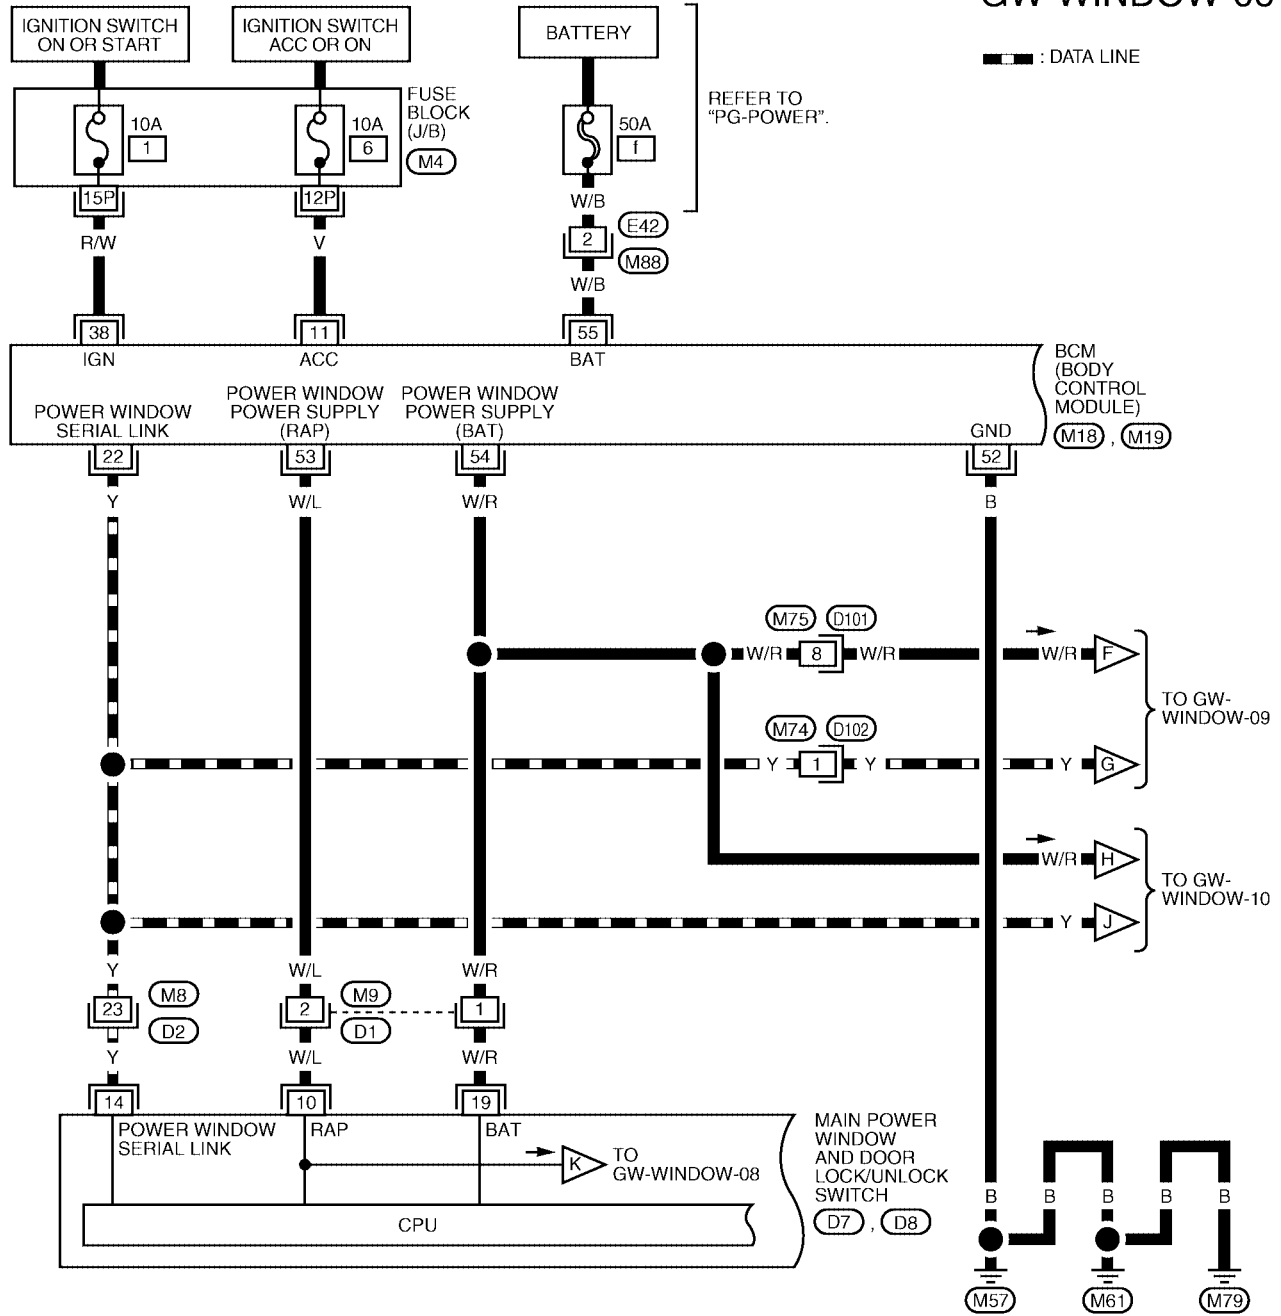 IGNITION SWITCH
ON OR START
IGNITION SWITCH
ACC OR ON
BATTERY
: DATA LINE
REFER TO
“PG-POWER”.
FUSE
BLOCK
(J/B)
M4
10A
1
10A
6
50A
f
15P
12P
W/B
R/W
V
2
E42
M88
W/B
38
11
55
IGN
ACC
BAT
BCM
(BODY
CONTROL
MODULE)
M18 , M19
POWER WINDOW
SERIAL LINK
POWER WINDOW
POWER SUPPLY
(RAP)
POWER WINDOW
POWER SUPPLY
(BAT)
GND
22
53
54
52
Y
W/L
W/R
B
M75
D101
W/R
8
W/R
W/R
F
TO GW-
WINDOW-09
M74
D102
Y
1
Y
Y
G
W/R
H
TO GW-
WINDOW-10
Y
J
Y
W/L
W/R
23
M8
D2
2
M9
D1
1
Y
W/L
W/R
14
10
19
POWER WINDOW
SERIAL LINK
RAP
BAT
K
TO
GW-WINDOW-08
CPU
MAIN POWER
WINDOW
AND DOOR
LOCK/UNLOCK
SWITCH
D7 , D8
B
B
B
B
B
M57
M61
M79